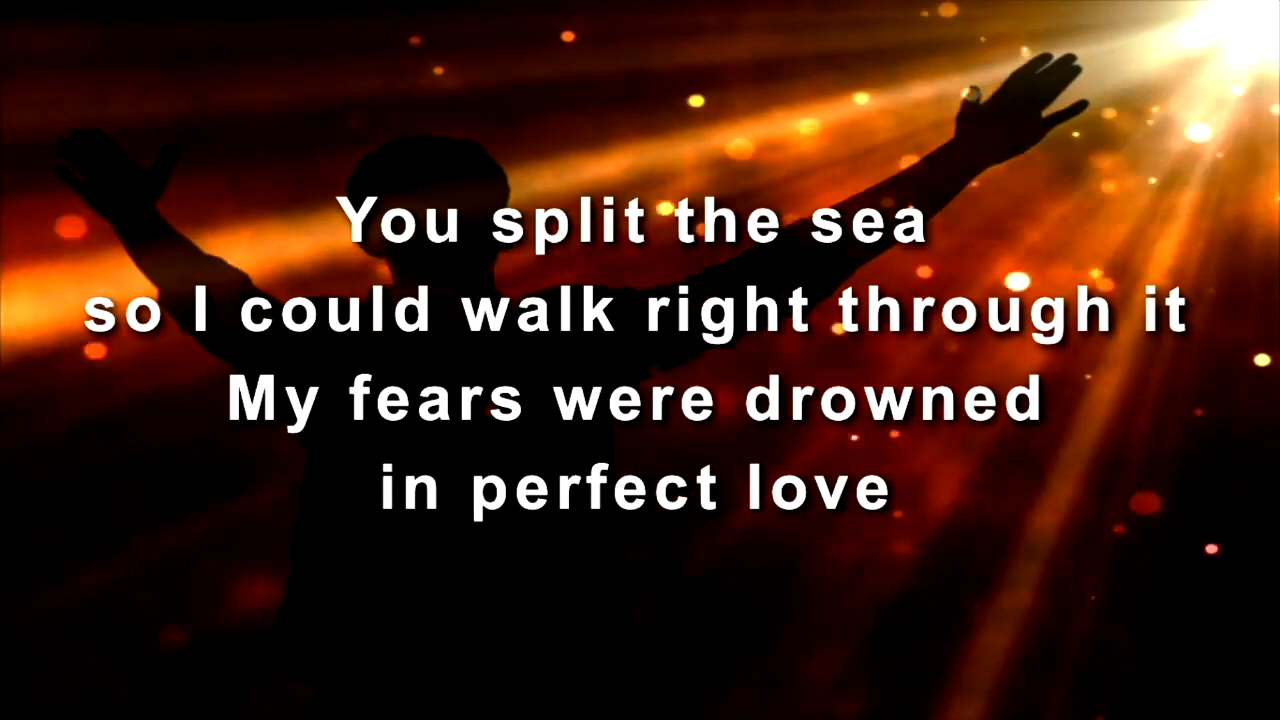 You split the sea
so I could walk right through it
My fears were drowned
in perfect love